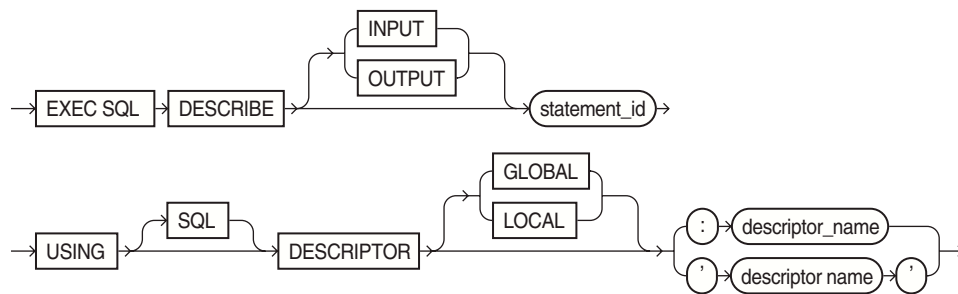 INPUT
OUTPUT
EXEC SQL DESCRIBE statement_id
GLOBAL
SQL LOCAL
USING DESCRIPTOR : descriptor_name
' descriptor name '